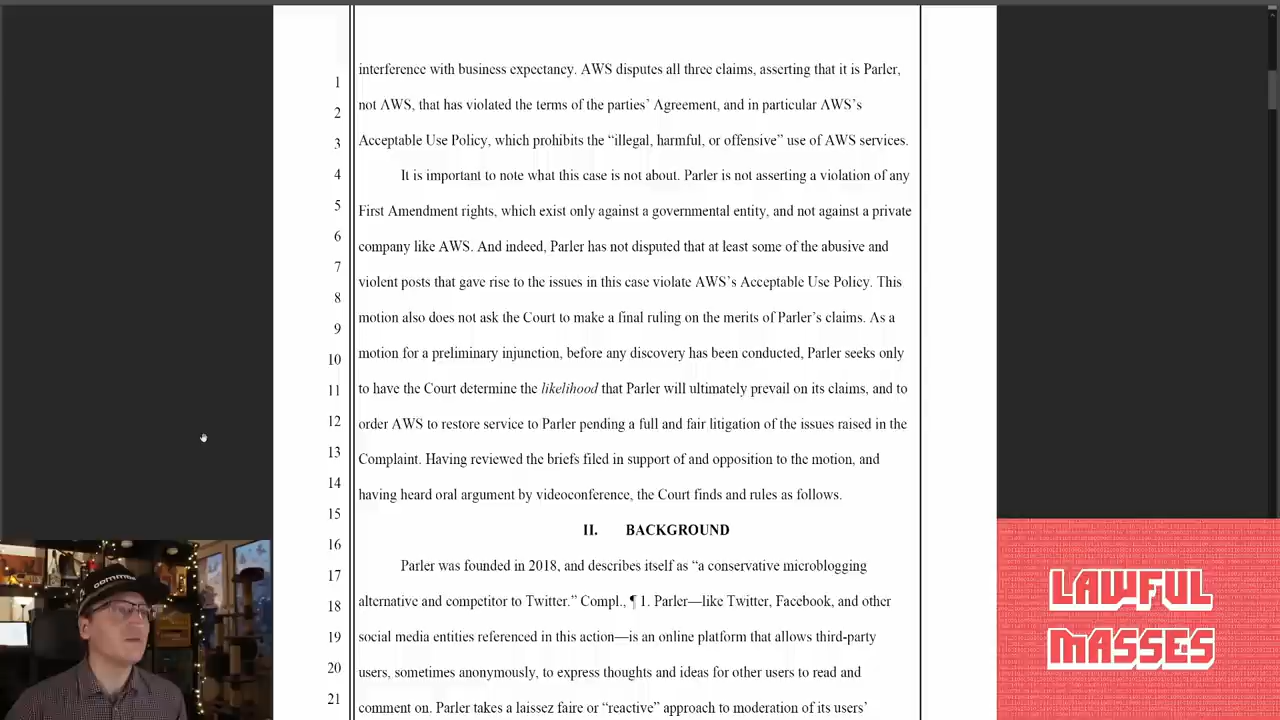 interference with business expectancy. AWS disputes all three claims, asserting that it is Parler,
1
not AWS, that has violated the terms of the parties’ Agreement, and in particular AWS’s
2
Acceptable Use Policy, which prohibits the “illegal, harmful, or offensive” use of AWS services.
3
It is important to note what this case is not about. Parler is not asserting a violation of any
4
First Amendment rights, which exist only against a governmental entity, and not against a private
5
company like AWS. And indeed, Parler has not disputed that at least some of the abusive and
6
violent posts that gave rise to the issues in this case violate AWS’s Acceptable Use Policy. This
7
8
motion also does not ask the Court to make a final ruling on the merits of Parler’s claims. As a
9
motion for a preliminary injunction, before any discovery has been conducted, Parler seeks only
10
to have the Court determine the likelihood that Parler will ultimately prevail on its claims, and to
11
order AWS to restore service to Parler pending a full and fair litigation of the issues raised in the
12
Complaint. Having reviewed the briefs filed in support of and opposition to the motion, and
13
having heard oral argument by videoconference, the Court finds and rules as follows.
14
15
II. BACKGROUND
16
Parler was founded in 2018, and describes itself as “a conservative microblogging
17
alternative and competitor to Twitter.” Compl., ¶ 1. Parler—like Twitter, Facebook, and other
18
social media entities referenced in this action—is an online platform that allows third-party
19
users, sometimes anonymously, to express thoughts and ideas for other users to read and
20
comment on. Parler takes a laissez faire or “reactive” approach to moderation of its users’
21
LAWFUL
MASSES